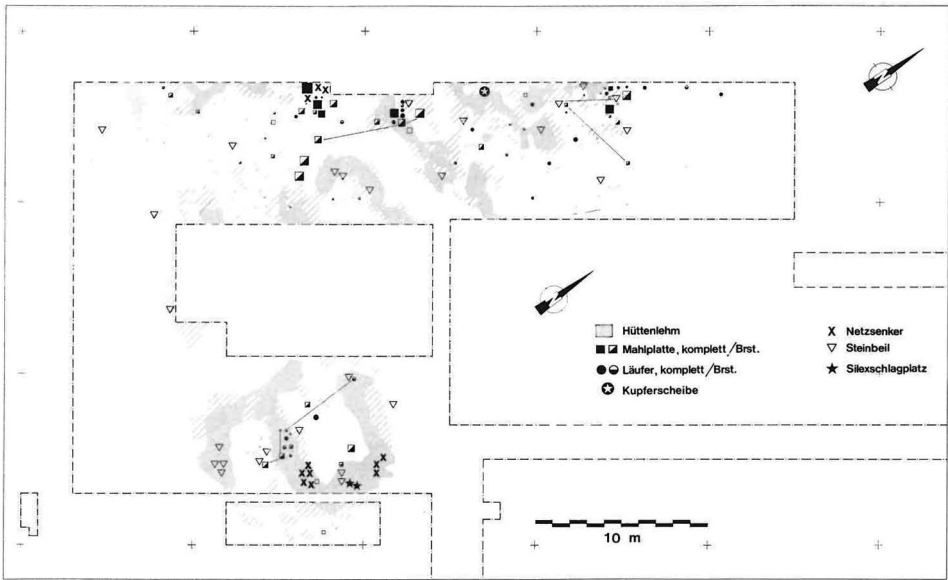 Hüttenlehm
Mahlplatte, komplett/Brst.
Läufer, komplett/Brst.
Kupferscheibe
X Netzsenker
Steinbeil
Silexschlagplatz
10 m